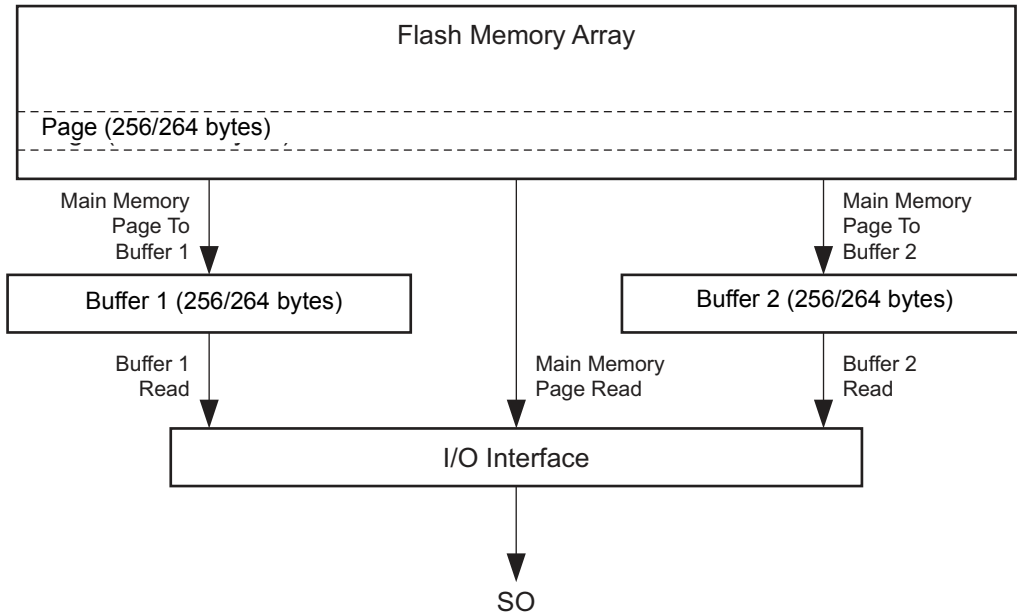 Flash Memory Array
Page (256/264 bytes)
Main Memory
Page To
Buffer 1
Main Memory
Page To
Buffer 2
Buffer 1 (256/264 bytes)
Buffer 2 (256/264 bytes)
Buffer 1
Read
Main Memory
Page Read
Buffer 2
Read
I/O Interface
SO